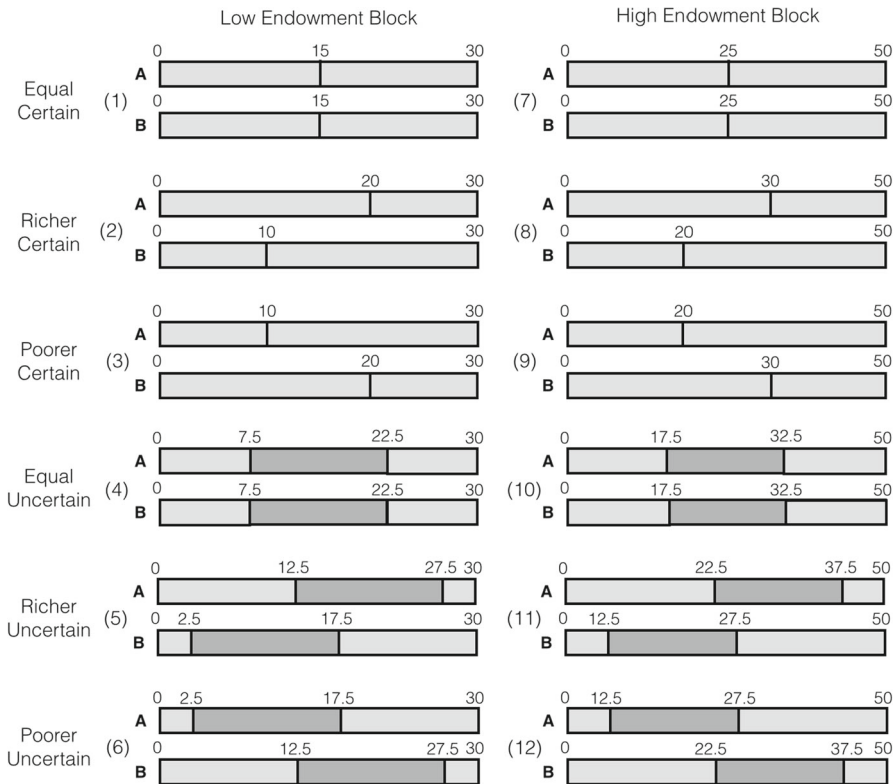 Low Endowment Block High Endowment Block
0 15 30 0 25 50
A A
Equal Certain (1) 0 15 30 (7) 0 25 50
B B
0 20 30 0 30 50
A A
Richer Certain (2) 0 10 30 (8) 0 20 50
B B
0 10 30 0 20 50
A A
Poorer Certain (3) 0 20 30 (9) 0 30 50
B B
0 7.5 22.5 30 0 17.5 32.5 50
A A
Equal Uncertain (4) 0 7.5 22.5 30 (10) 0 17.5 32.5 50
B B
0 12.5 27.5 30 0 22.5 37.5 50
A A
Richer Uncertain (5) 0 2.5 17.5 30 (11) 0 12.5 27.5 50
B B
0 2.5 17.5 30 0 12.5 27.5 50
A A
Poorer Uncertain (6) 0 12.5 27.5 30 (12) 0 22.5 37.5 50
B B